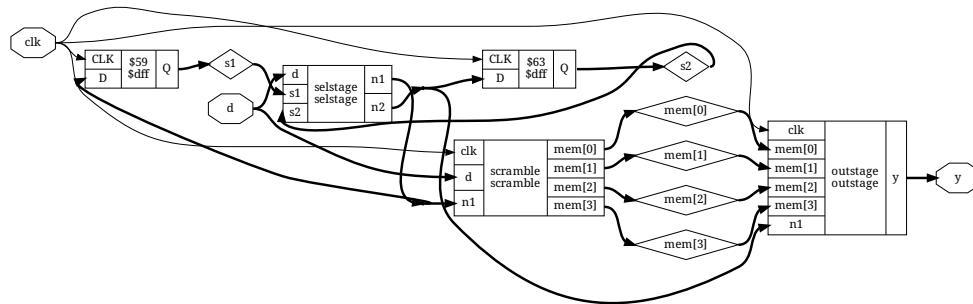 clk
CLK
D
$59
$dff
Q
s1
d
d
s1
s2
selstage
selstage
n1
n2
CLK
D
$63
$dff
Q
s2
clk
d
n1
scramble
scramble
mem[0]
mem[1]
mem[2]
mem[3]
mem[0]
mem[1]
mem[2]
mem[3]
clk
mem[0]
mem[1]
mem[2]
mem[3]
n1
outstage
outstage
y
y